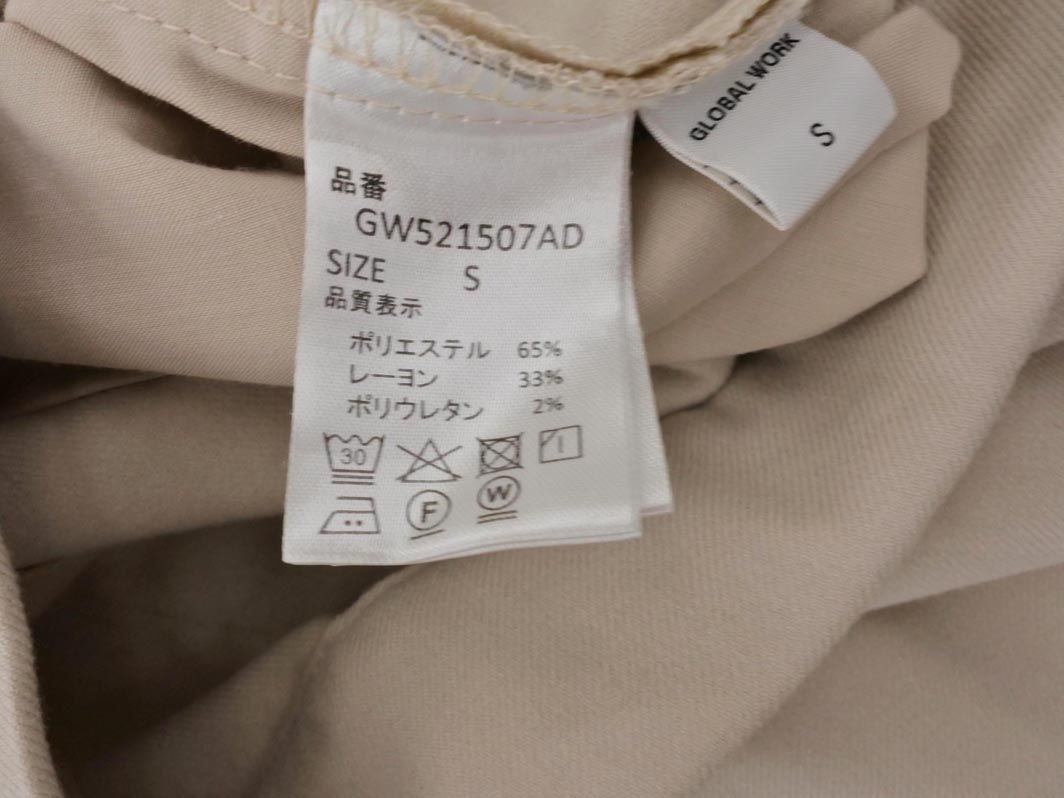 GLOBAL WORK
S
品番
GW521507AD
SIZE S
品質表示
ポリエステル 65%
レーヨン 33%
ポリウレタン 2%
30
F
W